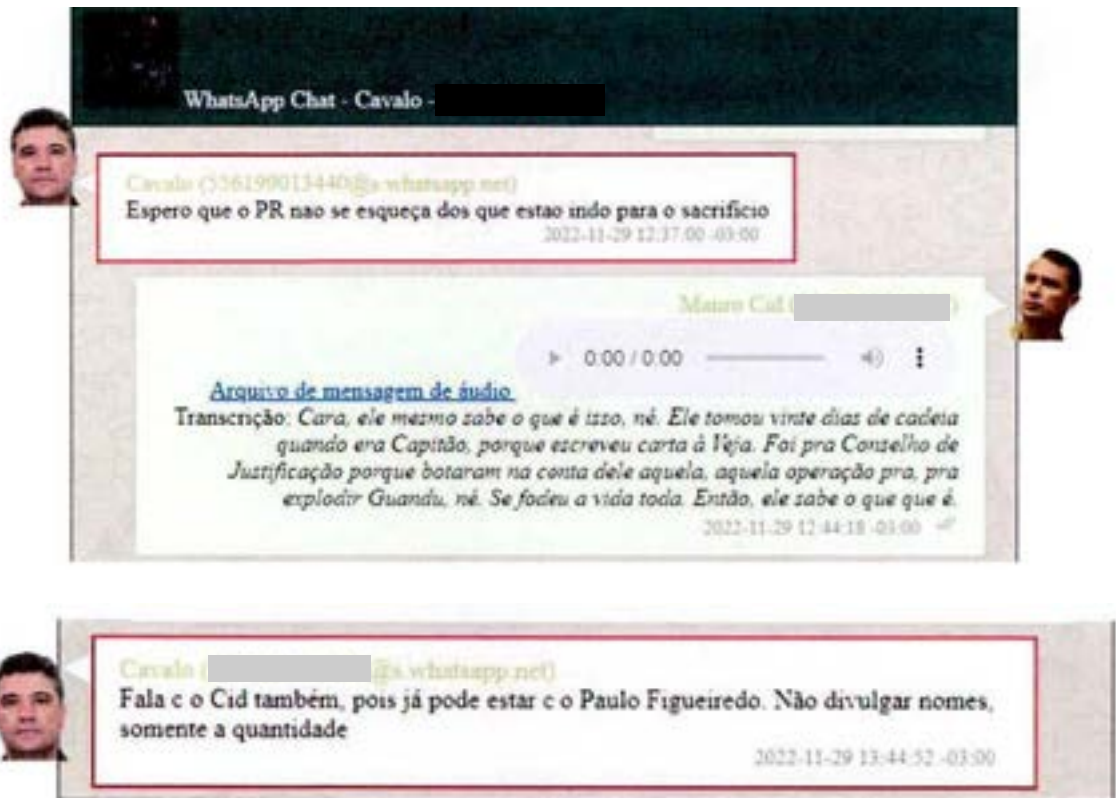 WhatsApp Chat - Cavalo -
Cavalo (556199013440@s.whatsapp.net)
Espero que o PR nao se esqueça dos que estao indo para o sacrificio
2022-11-29 12:37:00 -03:00
Mauro Cid ( )
0:00 / 0:00
Arquivo de mensagem de áudio
Transcrição: Cara, ele mesmo sabe o que é isso, né. Ele tomou vinte dias de cadeia
quando era Capitão, porque escreveu carta à Veja. Foi pra Conselho de
Justificação porque botaram na conta dele aquela, aquela operação pra, pra
explodir Guandu, né. Se fodeu a vida toda. Então, ele sabe o que que é.
2022-11-29 12:44:18 -03:00
Cavalo ( @s.whatsapp.net)
Fala c o Cid também, pois já pode estar c o Paulo Figueiredo. Não divulgar nomes,
somente a quantidade
2022-11-29 13:44:52 -03:00